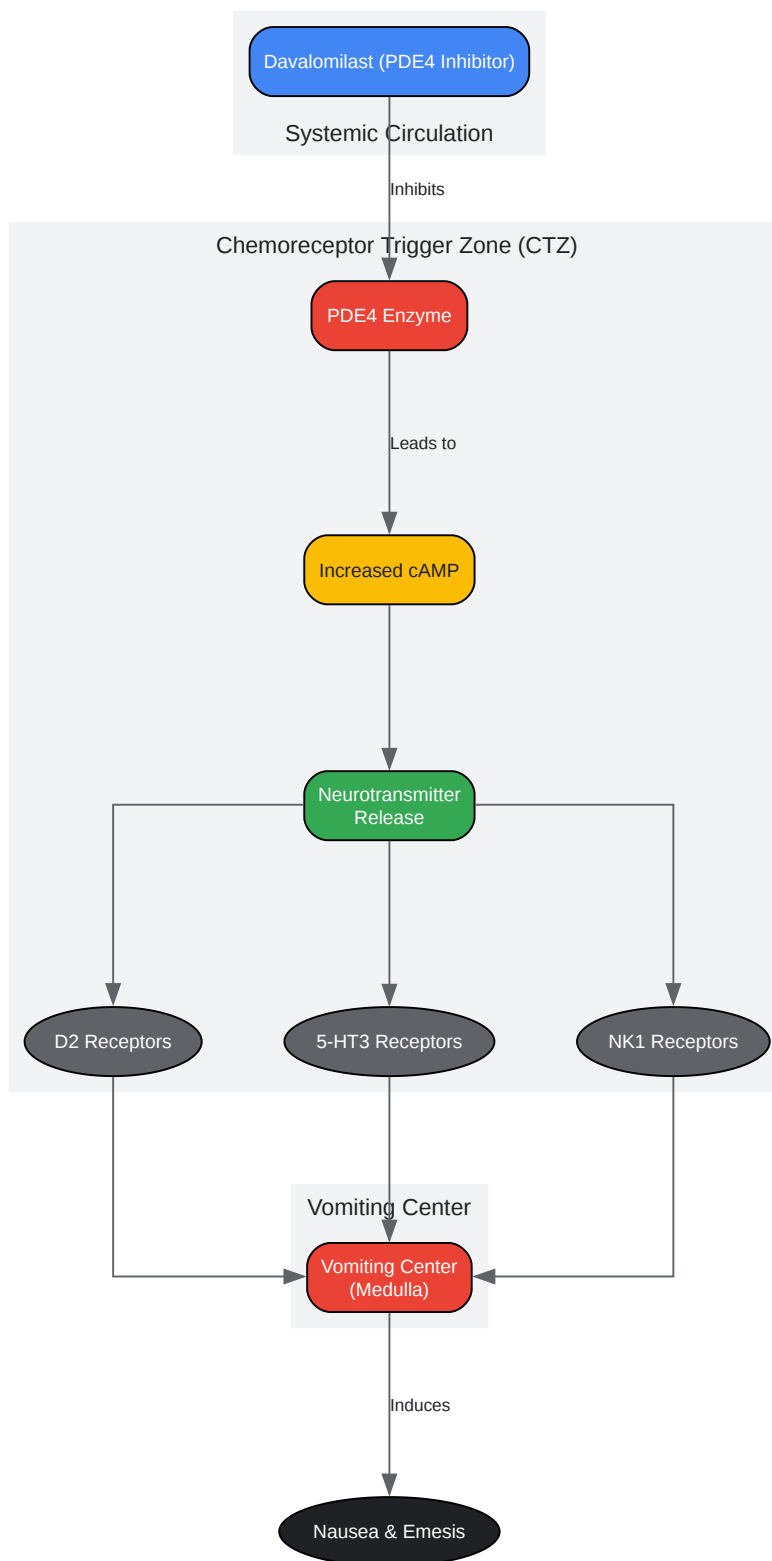 Davalomilast (PDE4 Inhibitor)
Systemic Circulation
Inhibits
Chemoreceptor Trigger Zone (CTZ)
PDE4 Enzyme
Leads to
Increased cAMP
Neurotransmitter
Release
D2 Receptors
5-HT3 Receptors
NK1 Receptors
Vomiting Center
Vomiting Center
(Medulla)
Induces
Nausea & Emesis